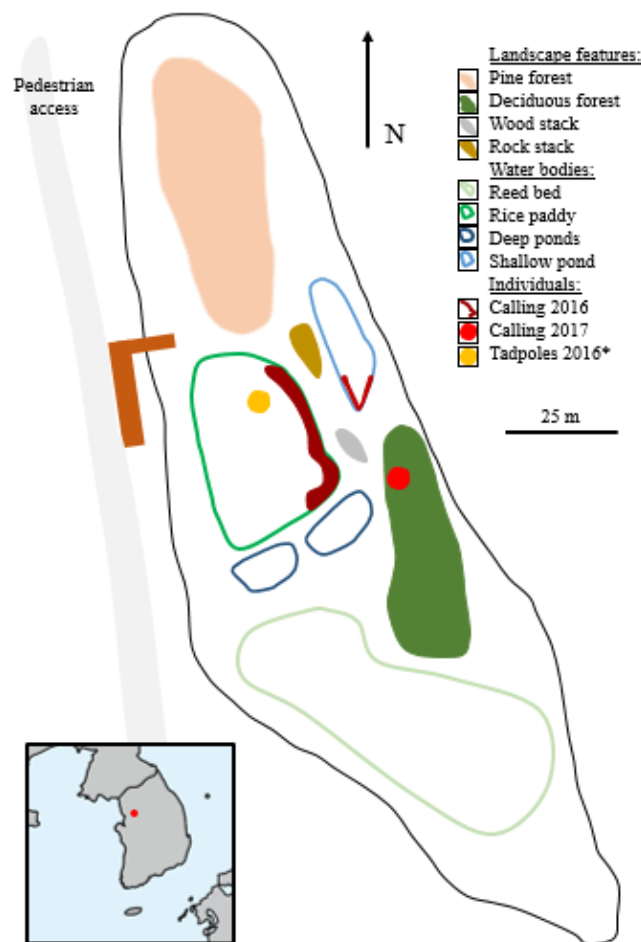 Pedestrian
access
N
Landscape features:
Pine forest
Deciduous forest
Wood stack
Rock stack
Water bodies:
Reed bed
Rice paddy
Deep ponds
Shallow pond
Individuals:
Calling 2016
Calling 2017
Tadpoles 2016*
25 m